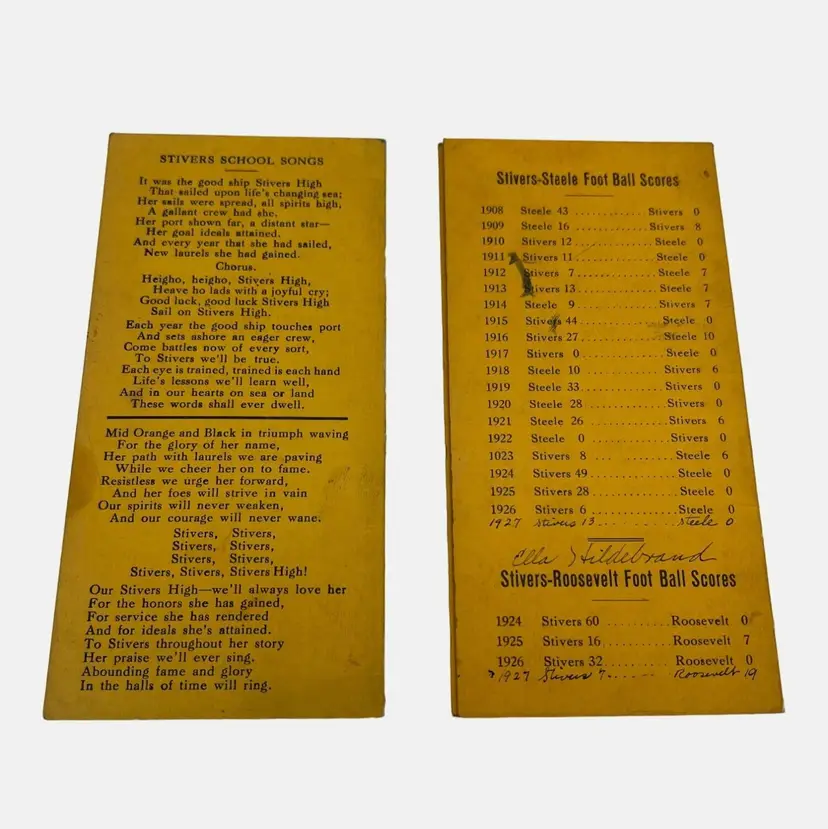 STIVERS SCHOOL SONGS
It was the good ship Stivers High
That sailed upon life's changing sea;
Her sails were spread, all spirits high,
A gallant crew had she.
Her port shown far, a distant star—
Her goal ideals attained.
And every year that she had sailed,
New laurels she had gained.
Chorus.
Heigho, heigho, Stivers High,
Heave ho lads with a joyful cry;
Good luck, good luck Stivers High
Sail on Stivers High.
Each year the good ship touches port
And sets ashore an eager crew,
Come battles now of every sort,
To Stivers we'll be true.
Each eye is trained, trained is each hand
Life's lessons we'll learn well,
And in our hearts on sea or land
These words shall ever dwell.
Mid Orange and Black in triumph waving
For the glory of her name,
Her path with laurels we are paving
While we cheer her on to fame.
Resistless we urge her forward,
And her foes will strive in vain
Our spirits will never weaken,
And our courage will never wane.
Stivers, Stivers,
Stivers, Stivers,
Stivers, Stivers,
Stivers, Stivers, Stivers High!
Our Stivers High—we'll always love her
For the honors she has gained,
For service she has rendered
And for ideals she's attained.
To Stivers throughout her story
Her praise we'll ever sing.
Abounding fame and glory
In the halls of time will ring.
Stivers-Steele Foot Ball Scores
1908 Steele 43 ............ Stivers 0
1909 Steele 16 ............ Stivers 8
1910 Stivers 12 ............ Steele 0
1911 Stivers 11 ............ Steele 0
1912 Stivers 7 ............ Steele 7
1913 Stivers 13 ............ Steele 7
1914 Steele 9 ............ Stivers 7
1915 Stivers 44 ............ Steele 0
1916 Stivers 27 ............ Steele 10
1917 Stivers 0 ............ Steele 0
1918 Steele 10 ............ Stivers 6
1919 Steele 33 ............ Stivers 0
1920 Steele 28 ............ Stivers 0
1921 Steele 26 ............ Stivers 6
1922 Steele 0 ............ Stivers 0
1023 Stivers 8 ............ Steele 6
1924 Stivers 49 ............ Steele 0
1925 Stivers 28 ............ Steele 0
1926 Stivers 6 ............ Steele 0
1927 Stivers 13 ............ Steele 0
Ella Hildebrand
Stivers-Roosevelt Foot Ball Scores
1924 Stivers 60 .......... Roosevelt 0
1925 Stivers 16 .......... Roosevelt 7
1926 Stivers 32 .......... Roosevelt 0
1927 Stivers 7 ...... Roosevelt 19